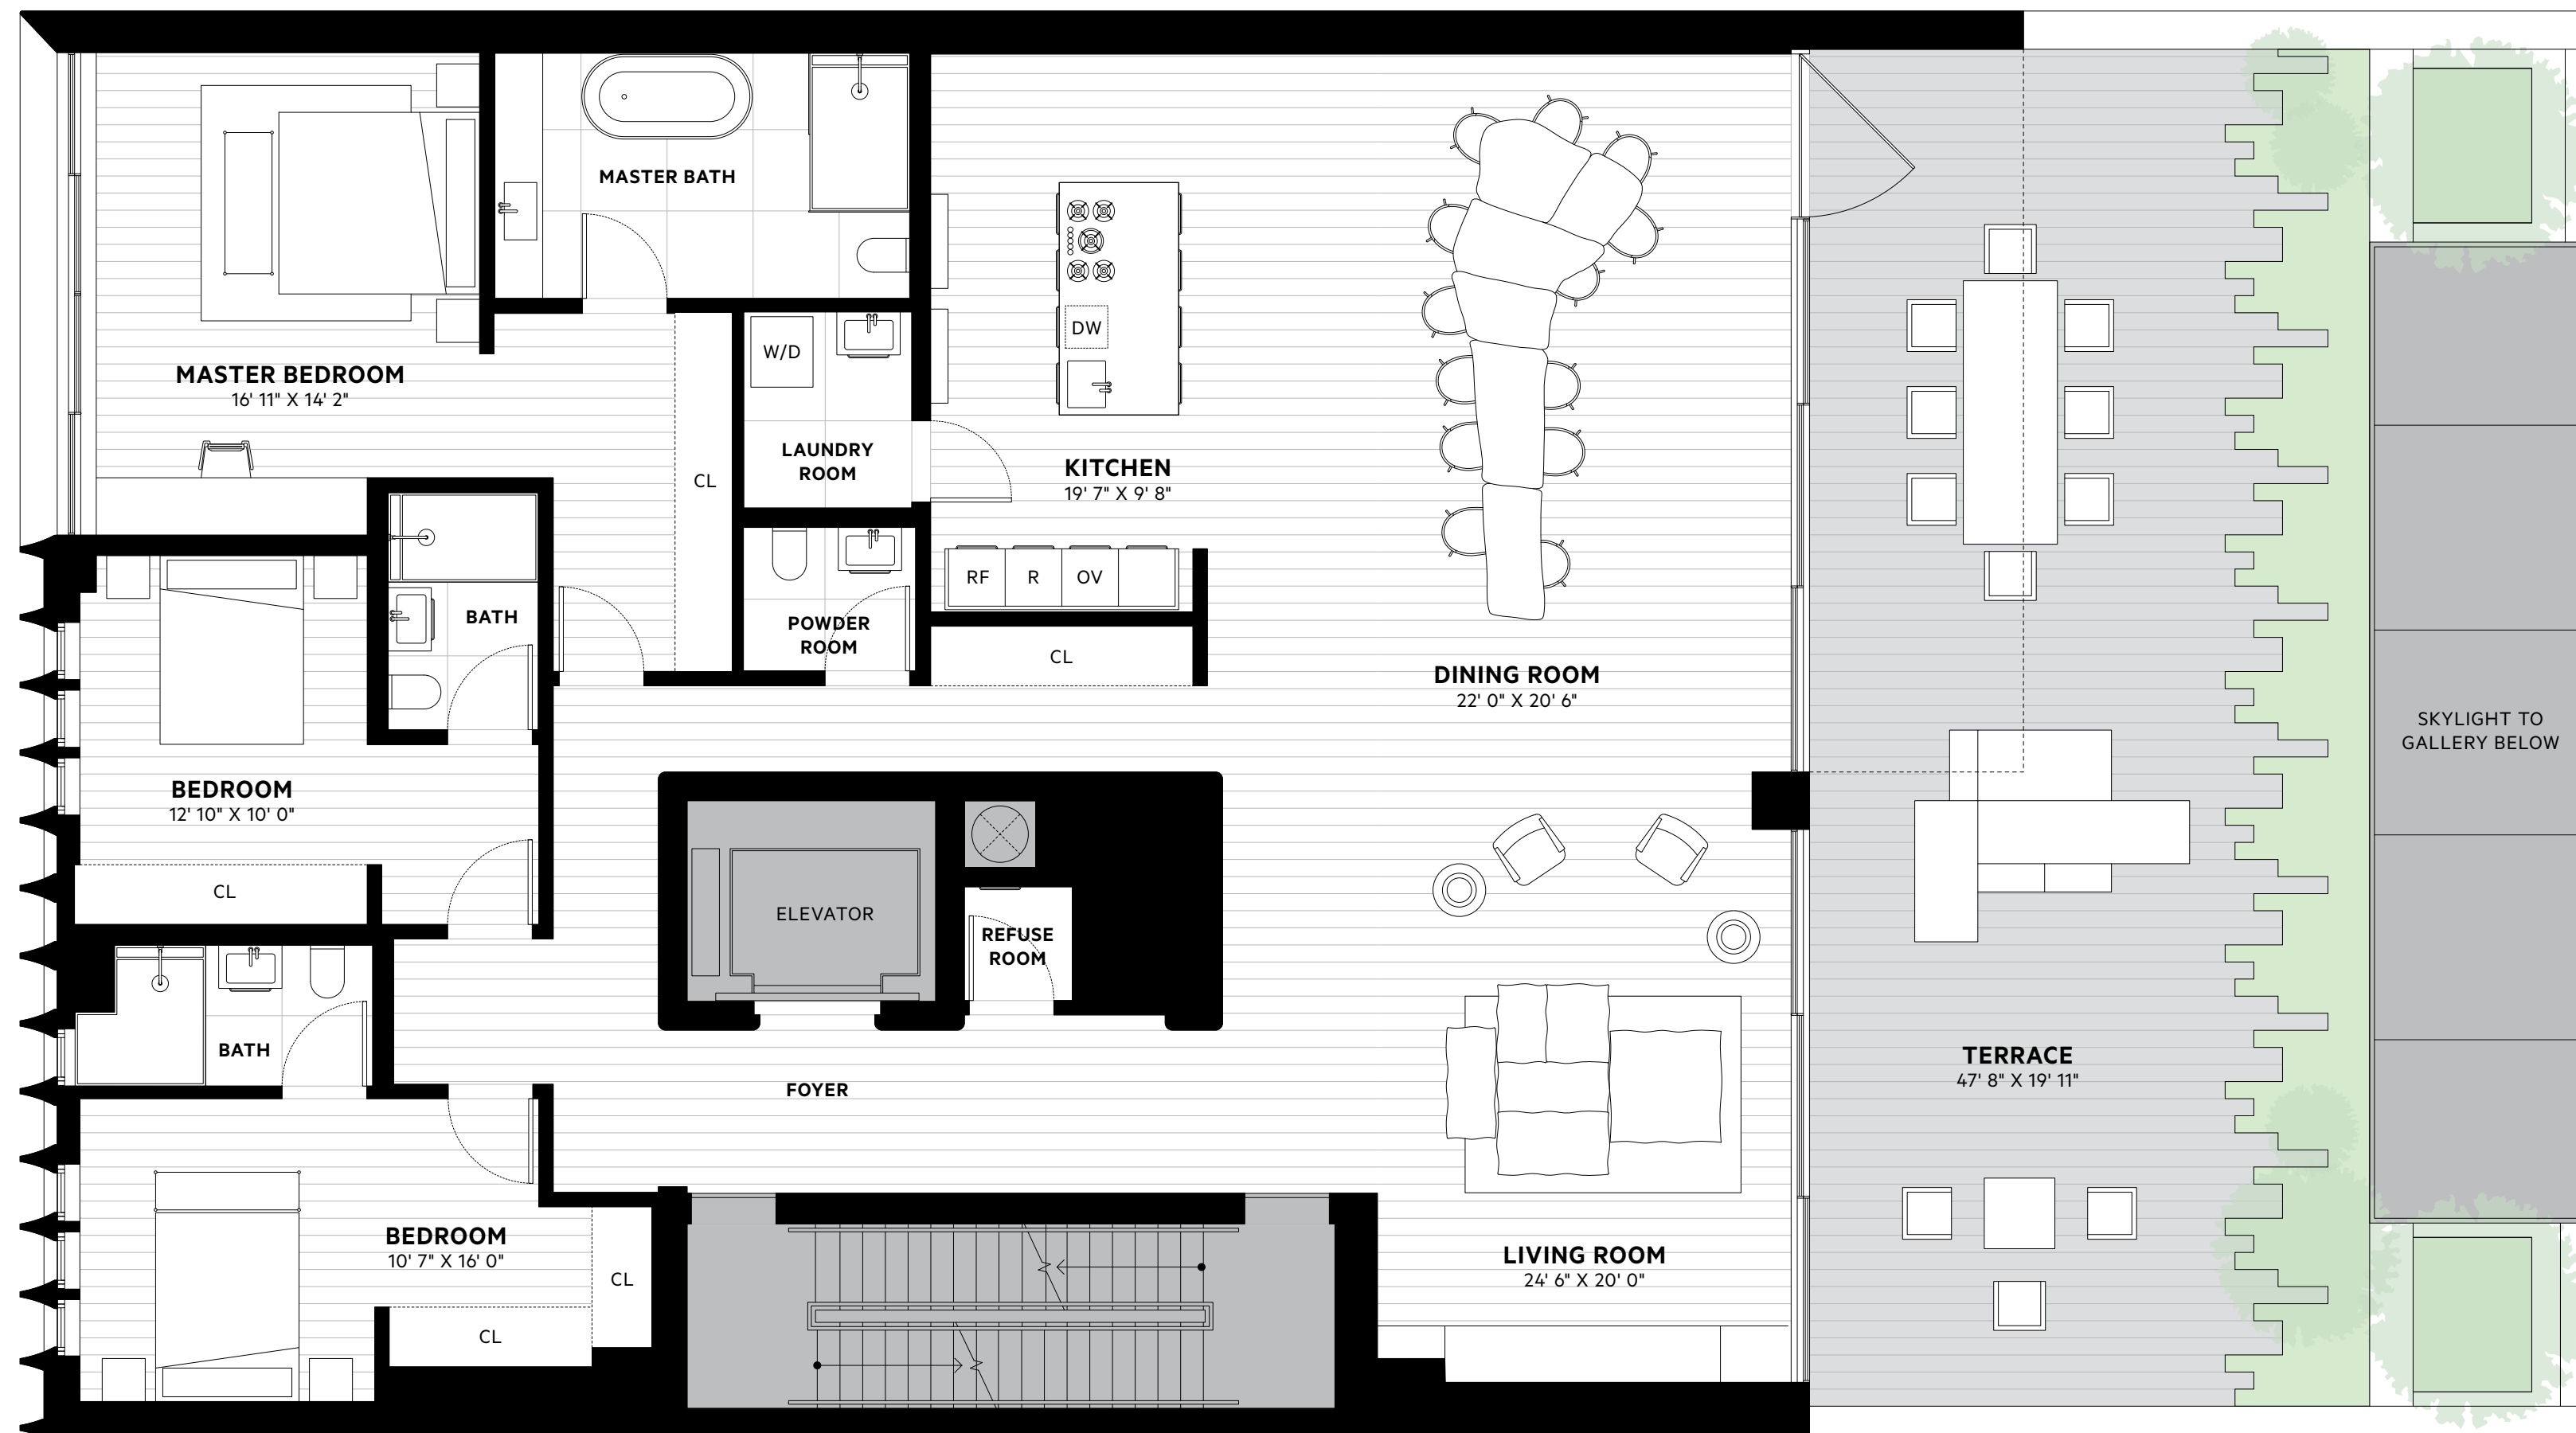 MASTER BATH
MASTER BEDROOM
16' 11" X 14' 2"
W/D
LAUNDRY
ROOM
CL
DW
KITCHEN
19' 7" X 9' 8"
RF
R
OV
BATH
POWDER
ROOM
CL
DINING ROOM
22' 0" X 20' 6"
BEDROOM
12' 10" X 10' 0"
CL
ELEVATOR
REFUSE
ROOM
SKYLIGHT TO
GALLERY BELOW
BATH
FOYER
TERRACE
47' 8" X 19' 11"
BEDROOM
10' 7" X 16' 0"
CL
CL
LIVING ROOM
24' 6" X 20' 0"